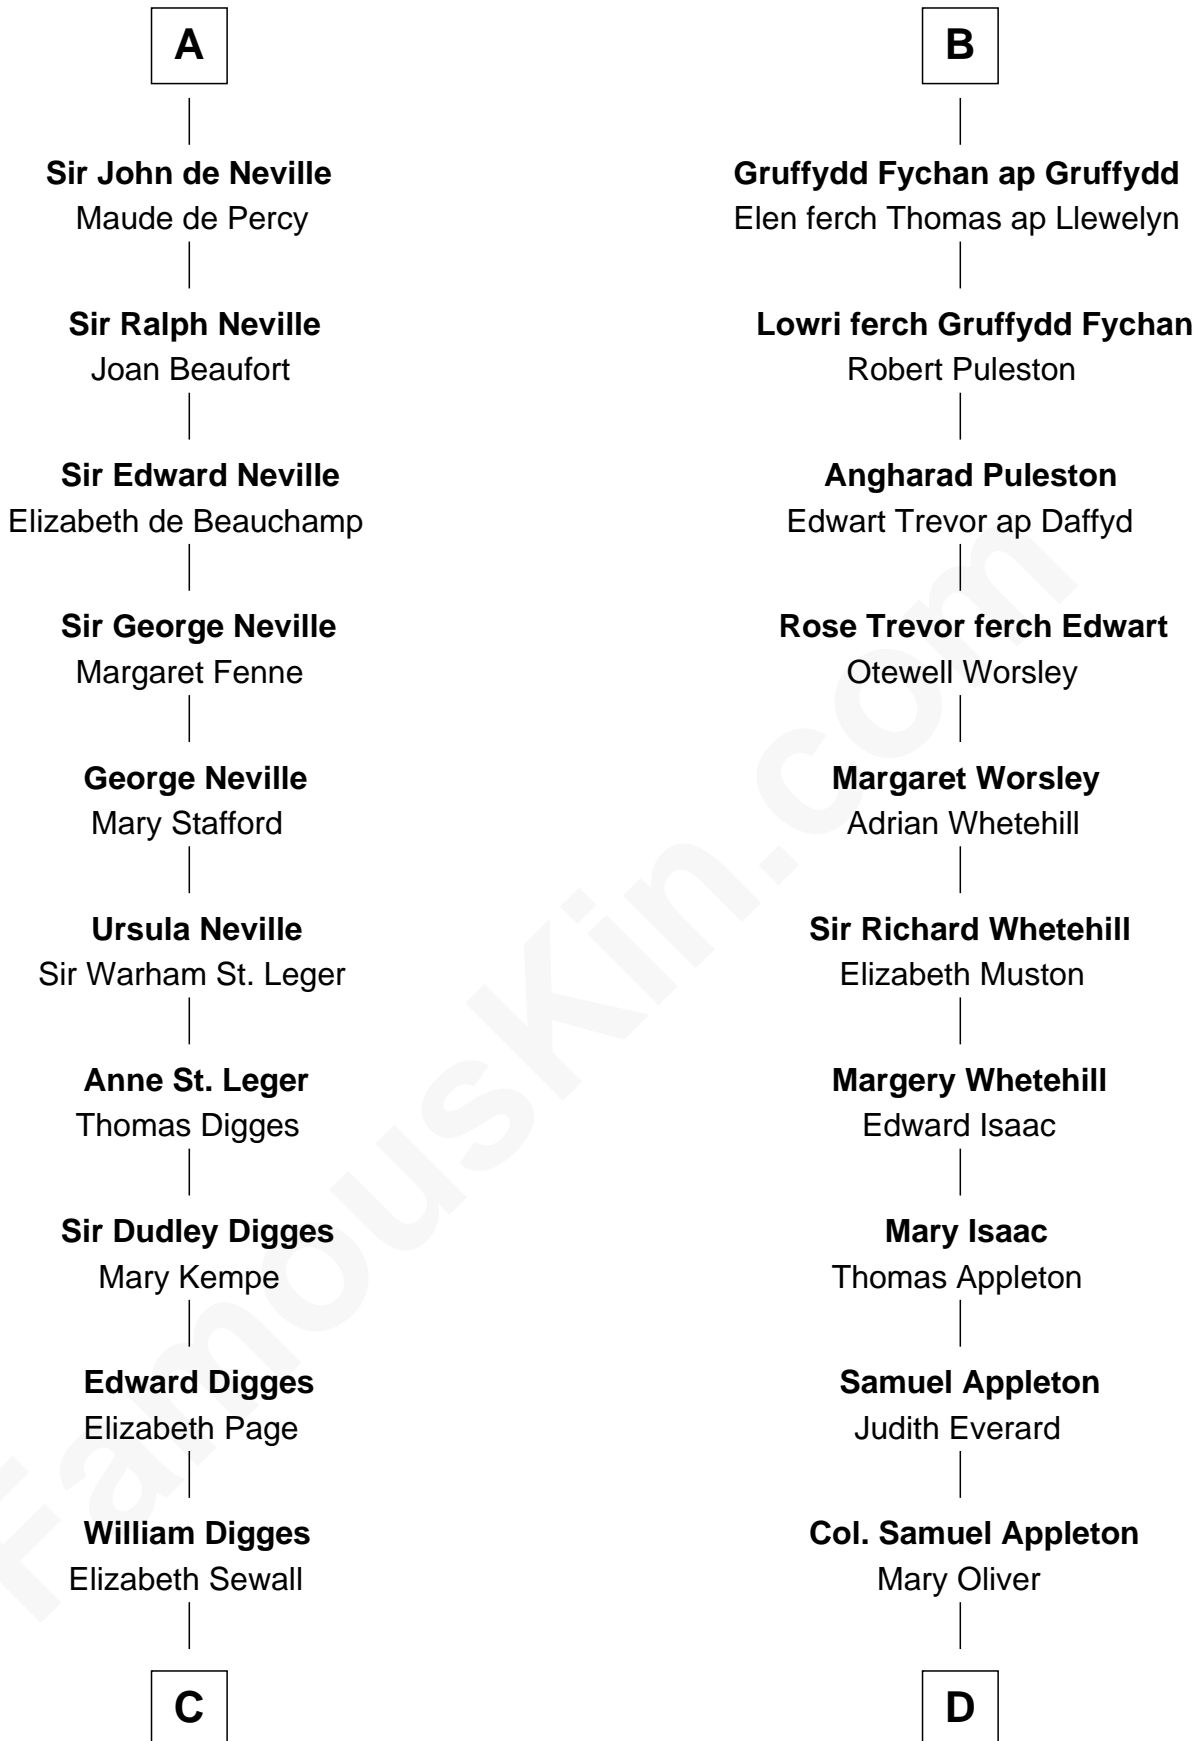 A
Sir John de Neville
Maude de Percy
Sir Ralph Neville
Joan Beaufort
Sir Edward Neville
Elizabeth de Beauchamp
Sir George Neville
Margaret Fenne
George Neville
Mary Stafford
Ursula Neville
Sir Warham St. Leger
Anne St. Leger
Thomas Digges
Sir Dudley Digges
Mary Kempe
Edward Digges
Elizabeth Page
William Digges
Elizabeth Sewall
C
B
Gruffydd Fychan ap Gruffydd
Elen ferch Thomas ap Llewelyn
Lowri ferch Gruffydd Fychan
Robert Puleston
Angharad Puleston
Edwart Trevor ap Daffyd
Rose Trevor ferch Edwart
Otewell Worsley
Margaret Worsley
Adrian Whetehill
Sir Richard Whetehill
Elizabeth Muston
Margery Whetehill
Edward Isaac
Mary Isaac
Thomas Appleton
Samuel Appleton
Judith Everard
Col. Samuel Appleton
Mary Oliver
D
FamousKin.com